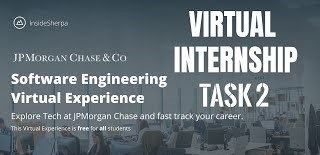 InsideSherpa
JPMORGAN CHASE & CO.
Software Engineering
Virtual Experience
Explore Tech at JPMorgan Chase and fast track your career.
This Virtual Experience is free for all students
VIRTUAL
INTERNSHIP
TASK 2